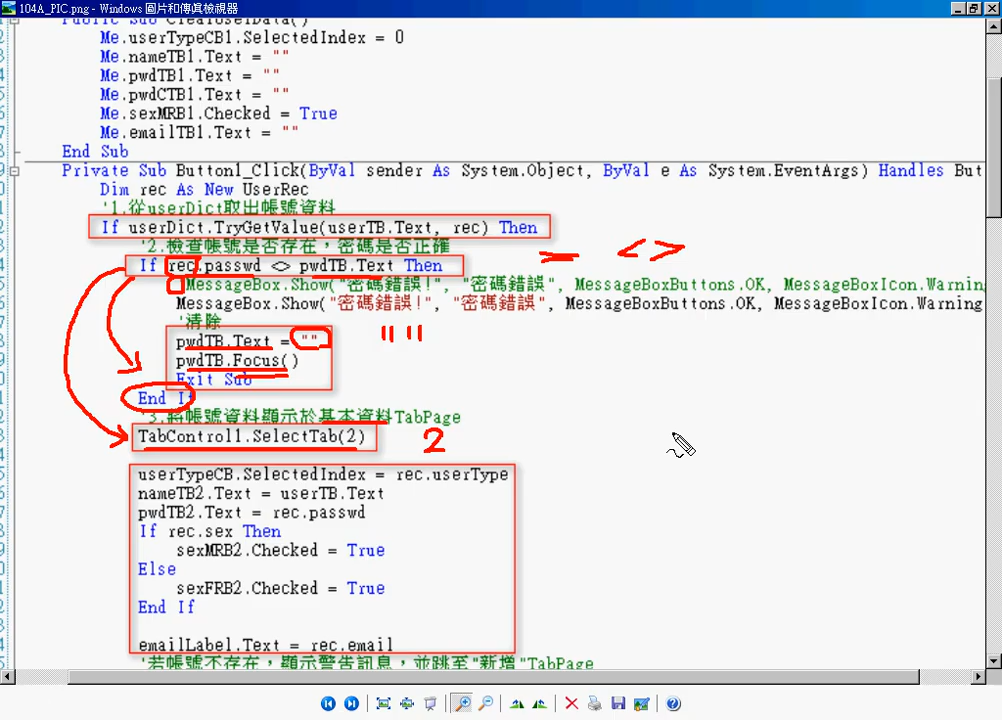 104A_PIC.png - Windows 圖片和傳真檢視器
Public Sub ClearUserData()
Me.userTypeCB1.SelectedIndex = 0
Me.nameTB1.Text = ""
Me.pwdTB1.Text = ""
Me.pwdCTB1.Text = ""
Me.sexMRB1.Checked = True
Me.emailTB1.Text = ""
End Sub
Private Sub Button1_Click(ByVal sender As System.Object, ByVal e As System.EventArgs) Handles But
Dim rec As New UserRec
'1.從userDict取出帳號資料
If userDict.TryGetValue(userTB.Text, rec) Then
'2.檢查帳號是否存在，密碼是否正確
= <>
If rec.passwd <> pwdTB.Text Then
'MessageBox.Show("密碼錯誤!", "密碼錯誤", MessageBoxButtons.OK, MessageBoxIcon.Warnin
MessageBox.Show("密碼錯誤!", "密碼錯誤", MessageBoxButtons.OK, MessageBoxIcon.Warning
'清除
" "
pwdTB.Text = ""
pwdTB.Focus()
Exit Sub
End If
'3.將帳號資料顯示於基本資料TabPage
TabControl1.SelectTab(2)
2
userTypeCB.SelectedIndex = rec.userType
nameTB2.Text = userTB.Text
pwdTB2.Text = rec.passwd
If rec.sex Then
sexMRB2.Checked = True
Else
sexFRB2.Checked = True
End If
emailLabel.Text = rec.email
'若帳號不存在，顯示警告訊息，並跳至"新增"TabPage